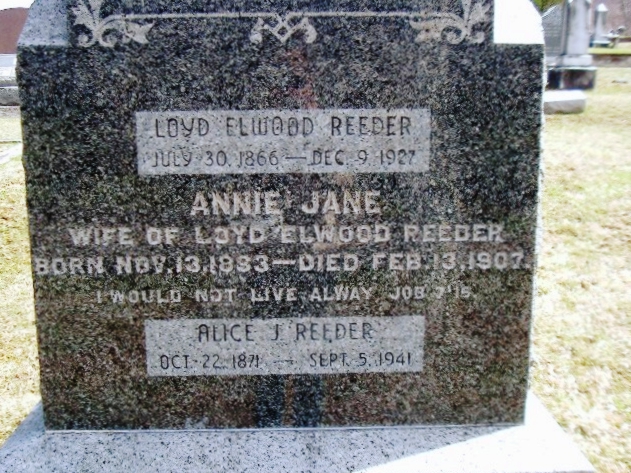 LOYD ELWOOD REEDER
JULY 30, 1866 — DEC. 9, 1927
ANNIE JANE
WIFE OF LOYD ELWOOD REEDER
BORN NOV. 13, 1893 — DIED FEB. 13, 1907.
I WOULD NOT LIVE ALWAY JOB 7:16.
ALICE J. REEDER
OCT. 22, 1871 — SEPT. 5, 1941